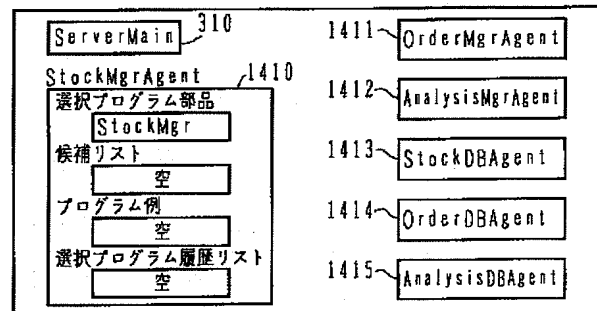 ServerMain
310
StockMgrAgent
1410
選択プログラム部品
StockMgr
候補リスト
空
プログラム例
空
選択プログラム履歴リスト
空
1411
OrderMgrAgent
1412
AnalysisMgrAgent
1413
StockDBAgent
1414
OrderDBAgent
1415
AnalysisDBAgent